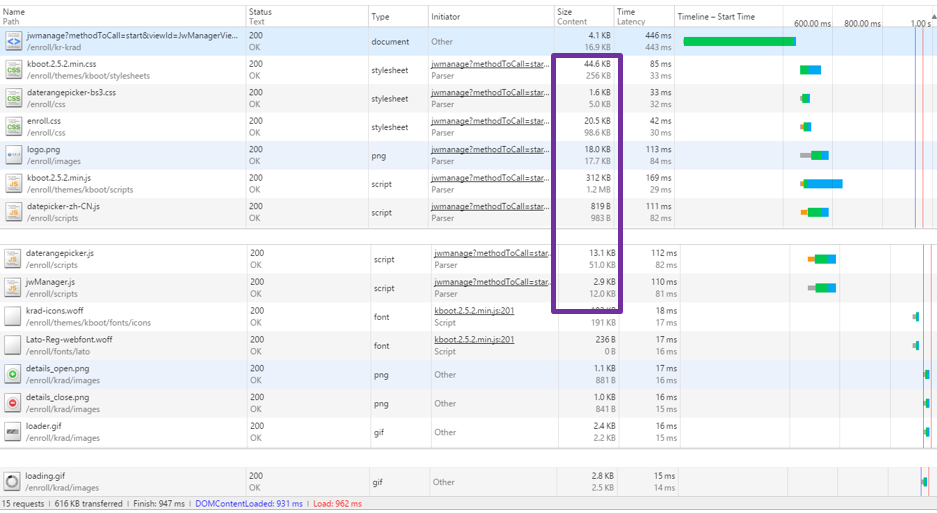 Name Status Type Initiator Size Time Timeline – Start Time
Path Text Content Latency 600.00 ms 800.00 ms 1.00 s
jwmanage?methodToCall=start&viewId=JwManagerVie... 200 document Other 4.1 KB 446 ms
/enroll/kr-krad OK 16.9 KB 443 ms
kboot.2.5.2.min.css 200 stylesheet jwmanage?methodToCall=star... 44.6 KB 85 ms
/enroll/themes/kboot/stylesheets OK Parser 256 KB 33 ms
daterangepicker-bs3.css 200 stylesheet jwmanage?methodToCall=star... 1.6 KB 33 ms
/enroll/css OK Parser 5.0 KB 32 ms
enroll.css 200 stylesheet jwmanage?methodToCall=star... 20.5 KB 42 ms
/enroll/css OK Parser 98.6 KB 30 ms
logo.png 200 png jwmanage?methodToCall=star... 18.0 KB 113 ms
/enroll/images OK Parser 17.7 KB 84 ms
kboot.2.5.2.min.js 200 script jwmanage?methodToCall=star... 312 KB 169 ms
/enroll/themes/kboot/scripts OK Parser 1.2 MB 29 ms
datepicker-zh-CN.js 200 script jwmanage?methodToCall=star... 819 B 111 ms
/enroll/scripts OK Parser 983 B 82 ms
daterangepicker.js 200 script jwmanage?methodToCall=star... 13.1 KB 112 ms
/enroll/scripts OK Parser 51.0 KB 82 ms
jwManager.js 200 script jwmanage?methodToCall=star... 2.9 KB 110 ms
/enroll/scripts OK Parser 12.0 KB 81 ms
krad-icons.woff 200 font kboot.2.5.2.min.js:201 18 ms
/enroll/themes/kboot/fonts/icons OK Script 191 KB 17 ms
Lato-Reg-webfont.woff 200 font kboot.2.5.2.min.js:201 236 B 17 ms
/enroll/fonts/lato OK Script 0 B 16 ms
details_open.png 200 png Other 1.1 KB 17 ms
/enroll/krad/images OK 881 B 16 ms
details_close.png 200 png Other 1.0 KB 16 ms
/enroll/krad/images OK 841 B 15 ms
loader.gif 200 gif Other 2.4 KB 16 ms
/enroll/krad/images OK 2.2 KB 15 ms
loading.gif 200 gif Other 2.8 KB 15 ms
/enroll/krad/images OK 2.5 KB 14 ms
15 requests | 616 KB transferred | Finish: 947 ms | DOMContentLoaded: 931 ms | Load: 962 ms